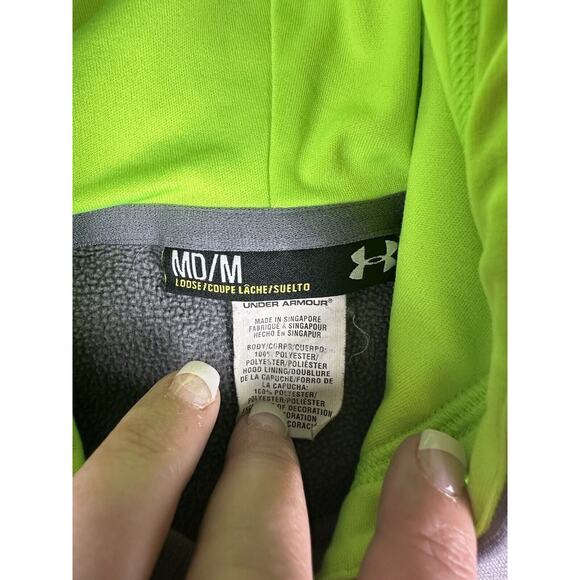 MD/M
LOOSE/COUPE LÂCHE/SUELTO
UNDER ARMOUR®
MADE IN SINGAPORE
FABRIQUÉ À SINGAPOUR
HECHO EN SINGAPUR
BODY/CORPS/CUERPO:
100% POLYESTER/
POLYESTER/POLIÉSTER
HOOD LINING/DOUBLURE
DE LA CAPUCHE/FORRO DE
LA CAPUCHA:
100% POLYESTER/
POLYESTER/POLIÉSTER
OF DECORATION